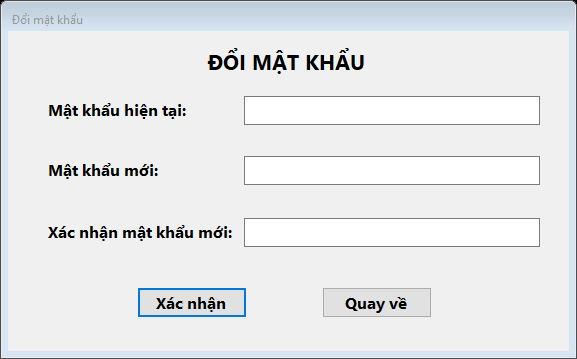 Đổi mật khẩu
ĐỔI MẬT KHẨU
Mật khẩu hiện tại:
Mật khẩu mới:
Xác nhận mật khẩu mới:
Xác nhận Quay về